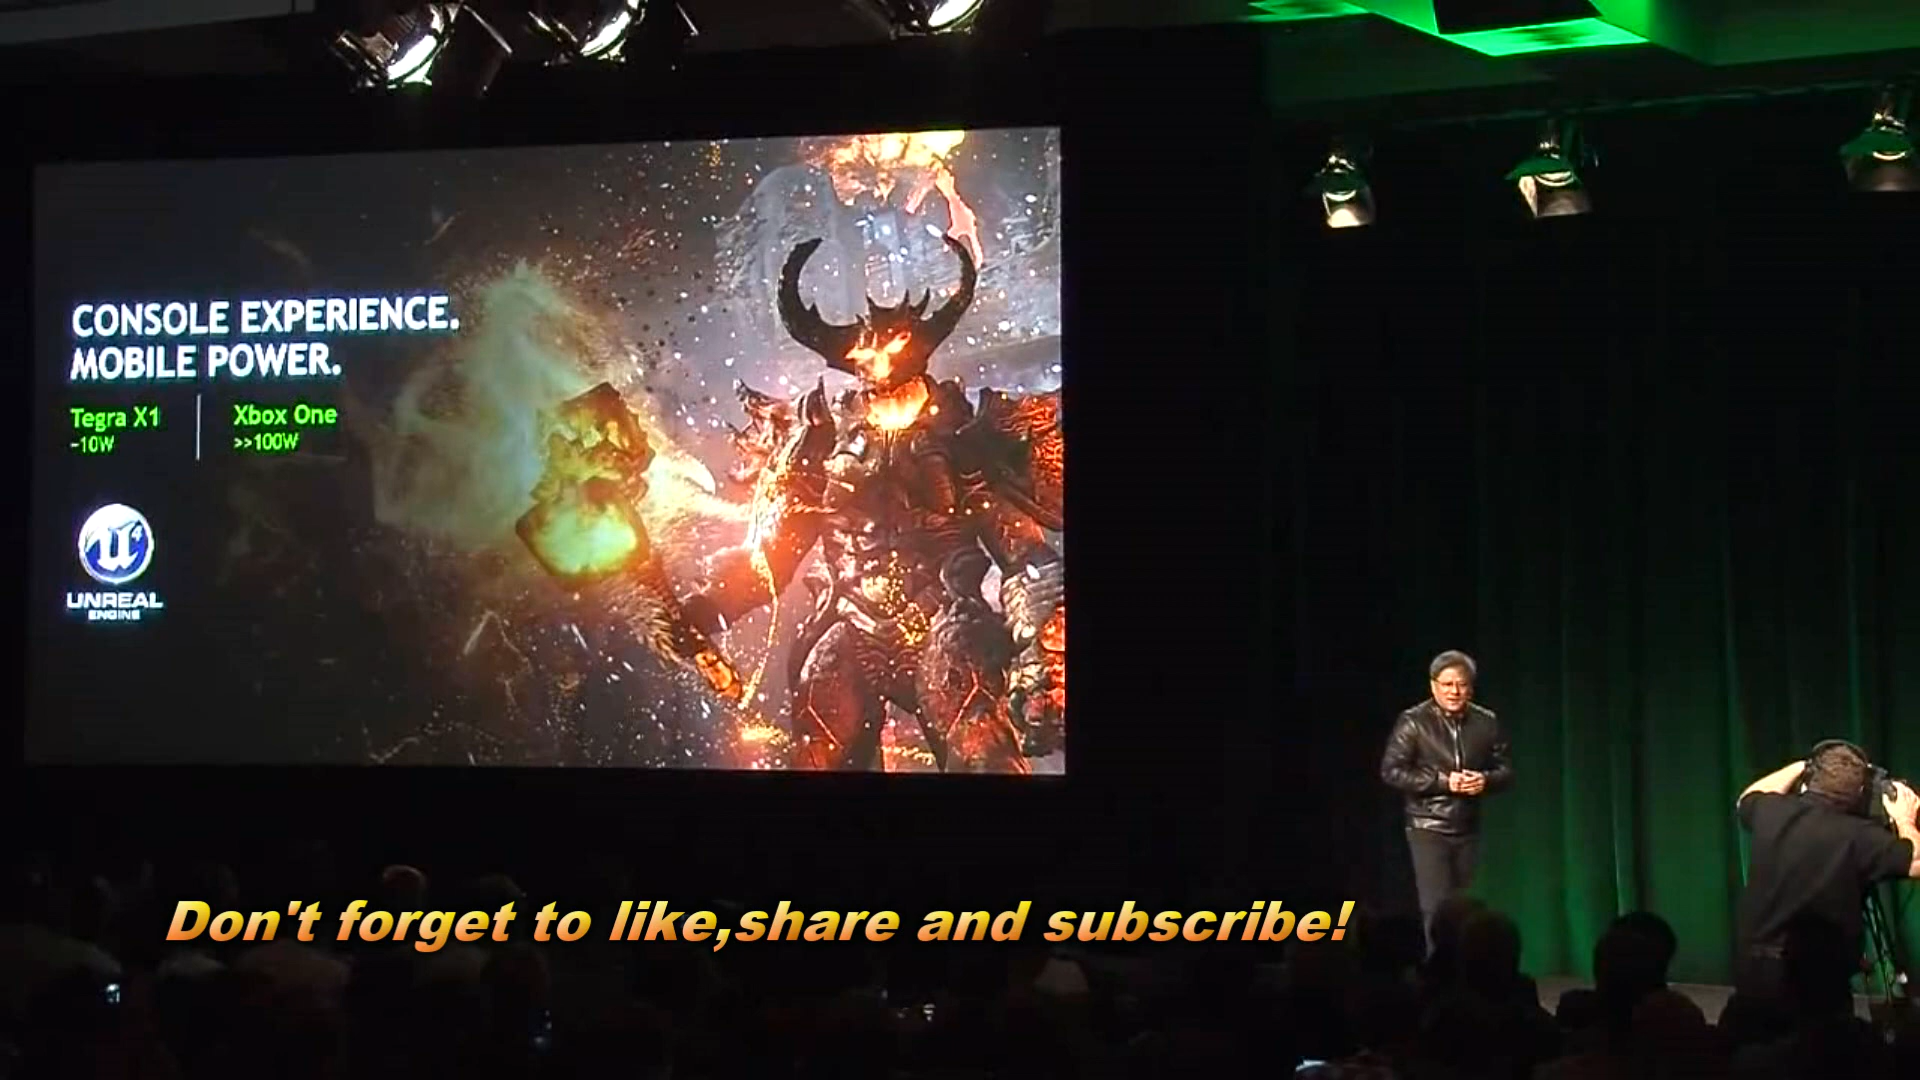 CONSOLE EXPERIENCE.
MOBILE POWER.
Tegra X1
~10W
Xbox One
>>100W
U4
UNREAL
ENGINE
Don't forget to like,share and subscribe!